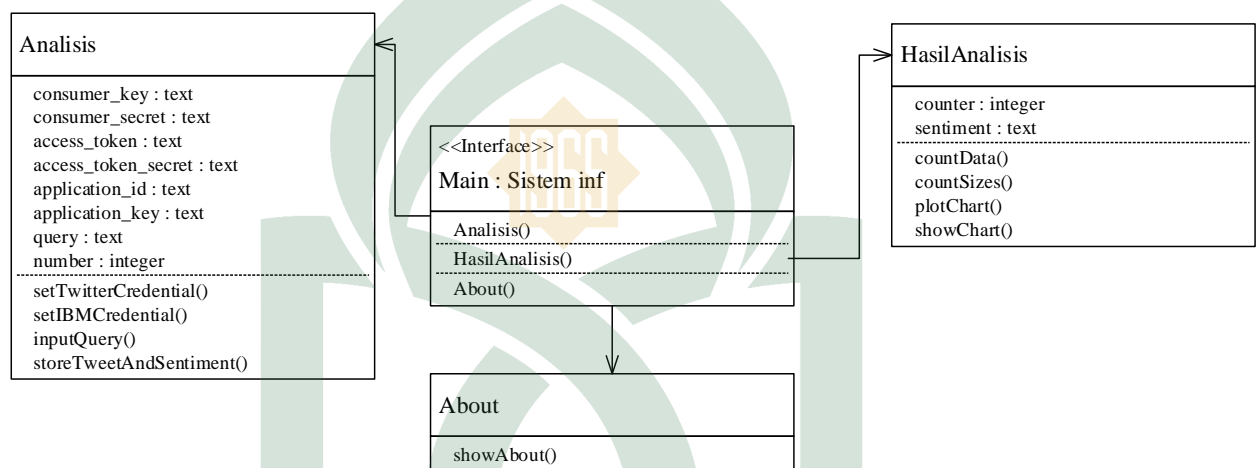 Analisis
consumer_key : text
consumer_secret : text
access_token : text
access_token_secret : text
application_id : text
application_key : text
query : text
number : integer
setTwitterCredential()
setIBMCredential()
inputQuery()
storeTweetAndSentiment()
<<Interface>>
Main : Sistem inf
Analisis()
HasilAnalisis()
About()
About
showAbout()
HasilAnalisis
counter : integer
sentiment : text
countData()
countSizes()
plotChart()
showChart()